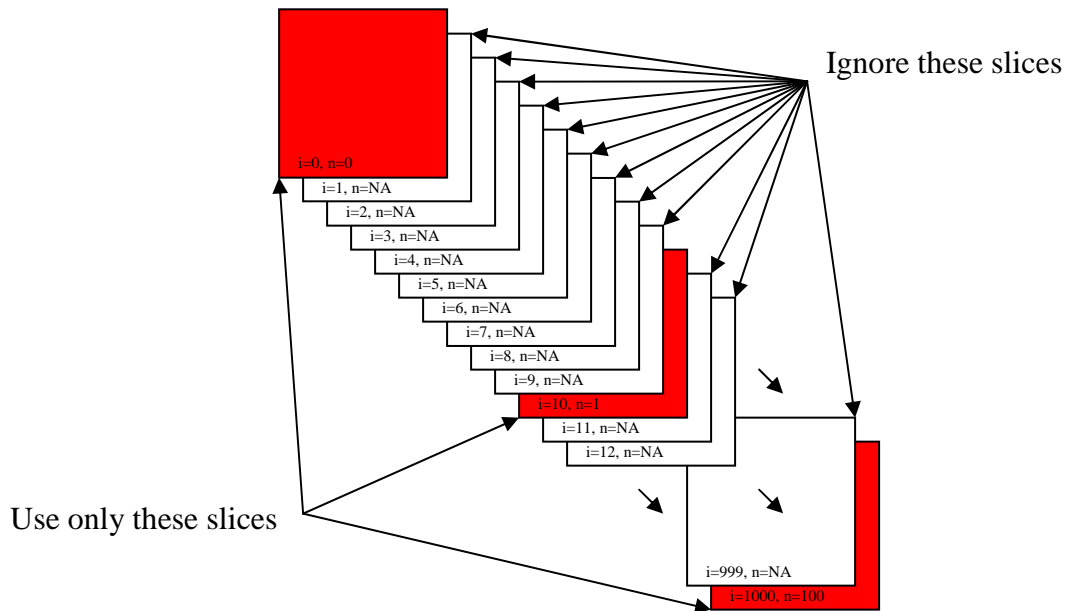 Ignore these slices
i=0, n=0
i=1, n=NA
i=2, n=NA
i=3, n=NA
i=4, n=NA
i=5, n=NA
i=6, n=NA
i=7, n=NA
i=8, n=NA
i=9, n=NA
i=10, n=1
i=11, n=NA
i=12, n=NA
Use only these slices
i=999, n=NA
i=1000, n=100